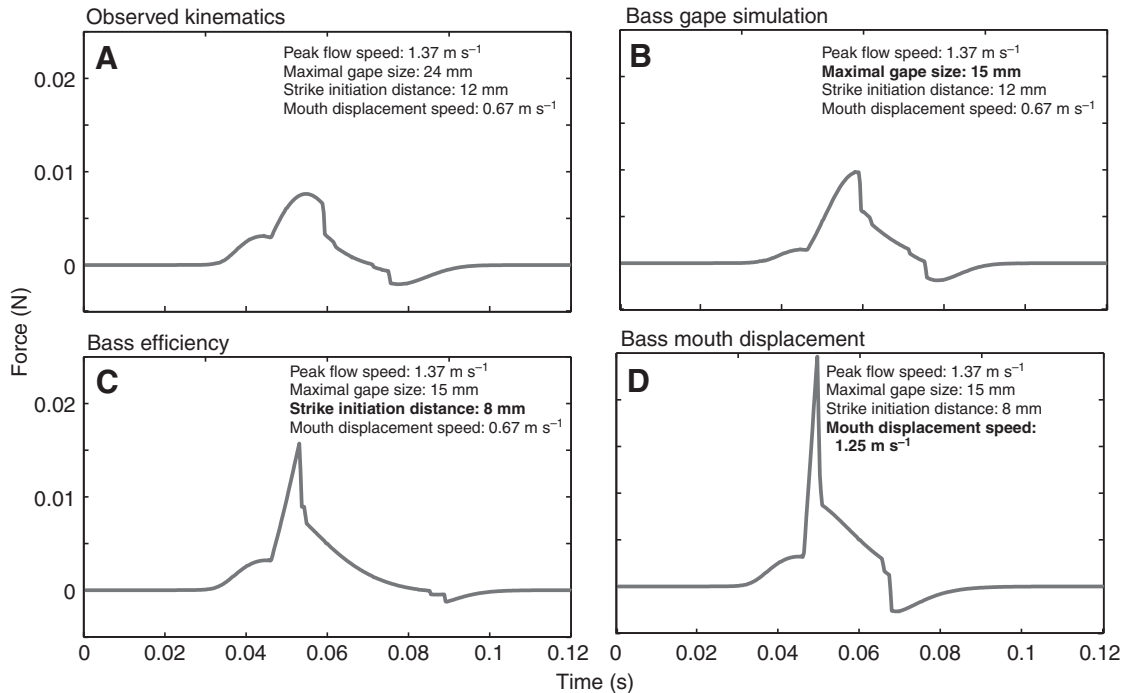 Observed kinematics
A
Peak flow speed: 1.37 m s⁻¹
Maximal gape size: 24 mm
Strike initiation distance: 12 mm
Mouth displacement speed: 0.67 m s⁻¹
Bass gape simulation
B
Peak flow speed: 1.37 m s⁻¹
Maximal gape size: 15 mm
Strike initiation distance: 12 mm
Mouth displacement speed: 0.67 m s⁻¹
0.02
0.01
0
Bass efficiency
C
Peak flow speed: 1.37 m s⁻¹
Maximal gape size: 15 mm
Strike initiation distance: 8 mm
Mouth displacement speed: 0.67 m s⁻¹
Bass mouth displacement
D
Peak flow speed: 1.37 m s⁻¹
Maximal gape size: 15 mm
Strike initiation distance: 8 mm
Mouth displacement speed:
1.25 m s⁻¹
0.02
0.01
0
Force (N)
0 0.02 0.04 0.06 0.08 0.1 0.12
0 0.02 0.04 0.06 0.08 0.1 0.12
Time (s)